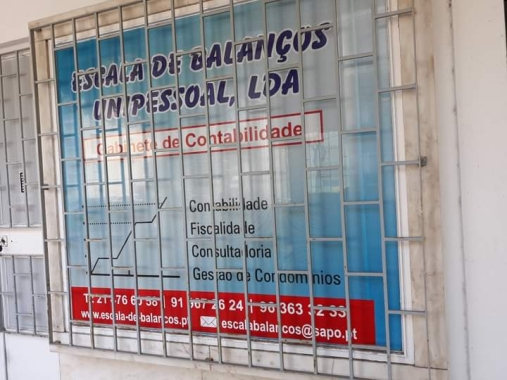 ESCALA DE BALANÇOS
UNIPESSOAL, LDA
Gabinete de Contabilidade
Contabilidade
Fiscalidade
Consultadoria
Gestão de Condomínios
www.escala-de-balancos.pt
escalabalancos@sapo.pt